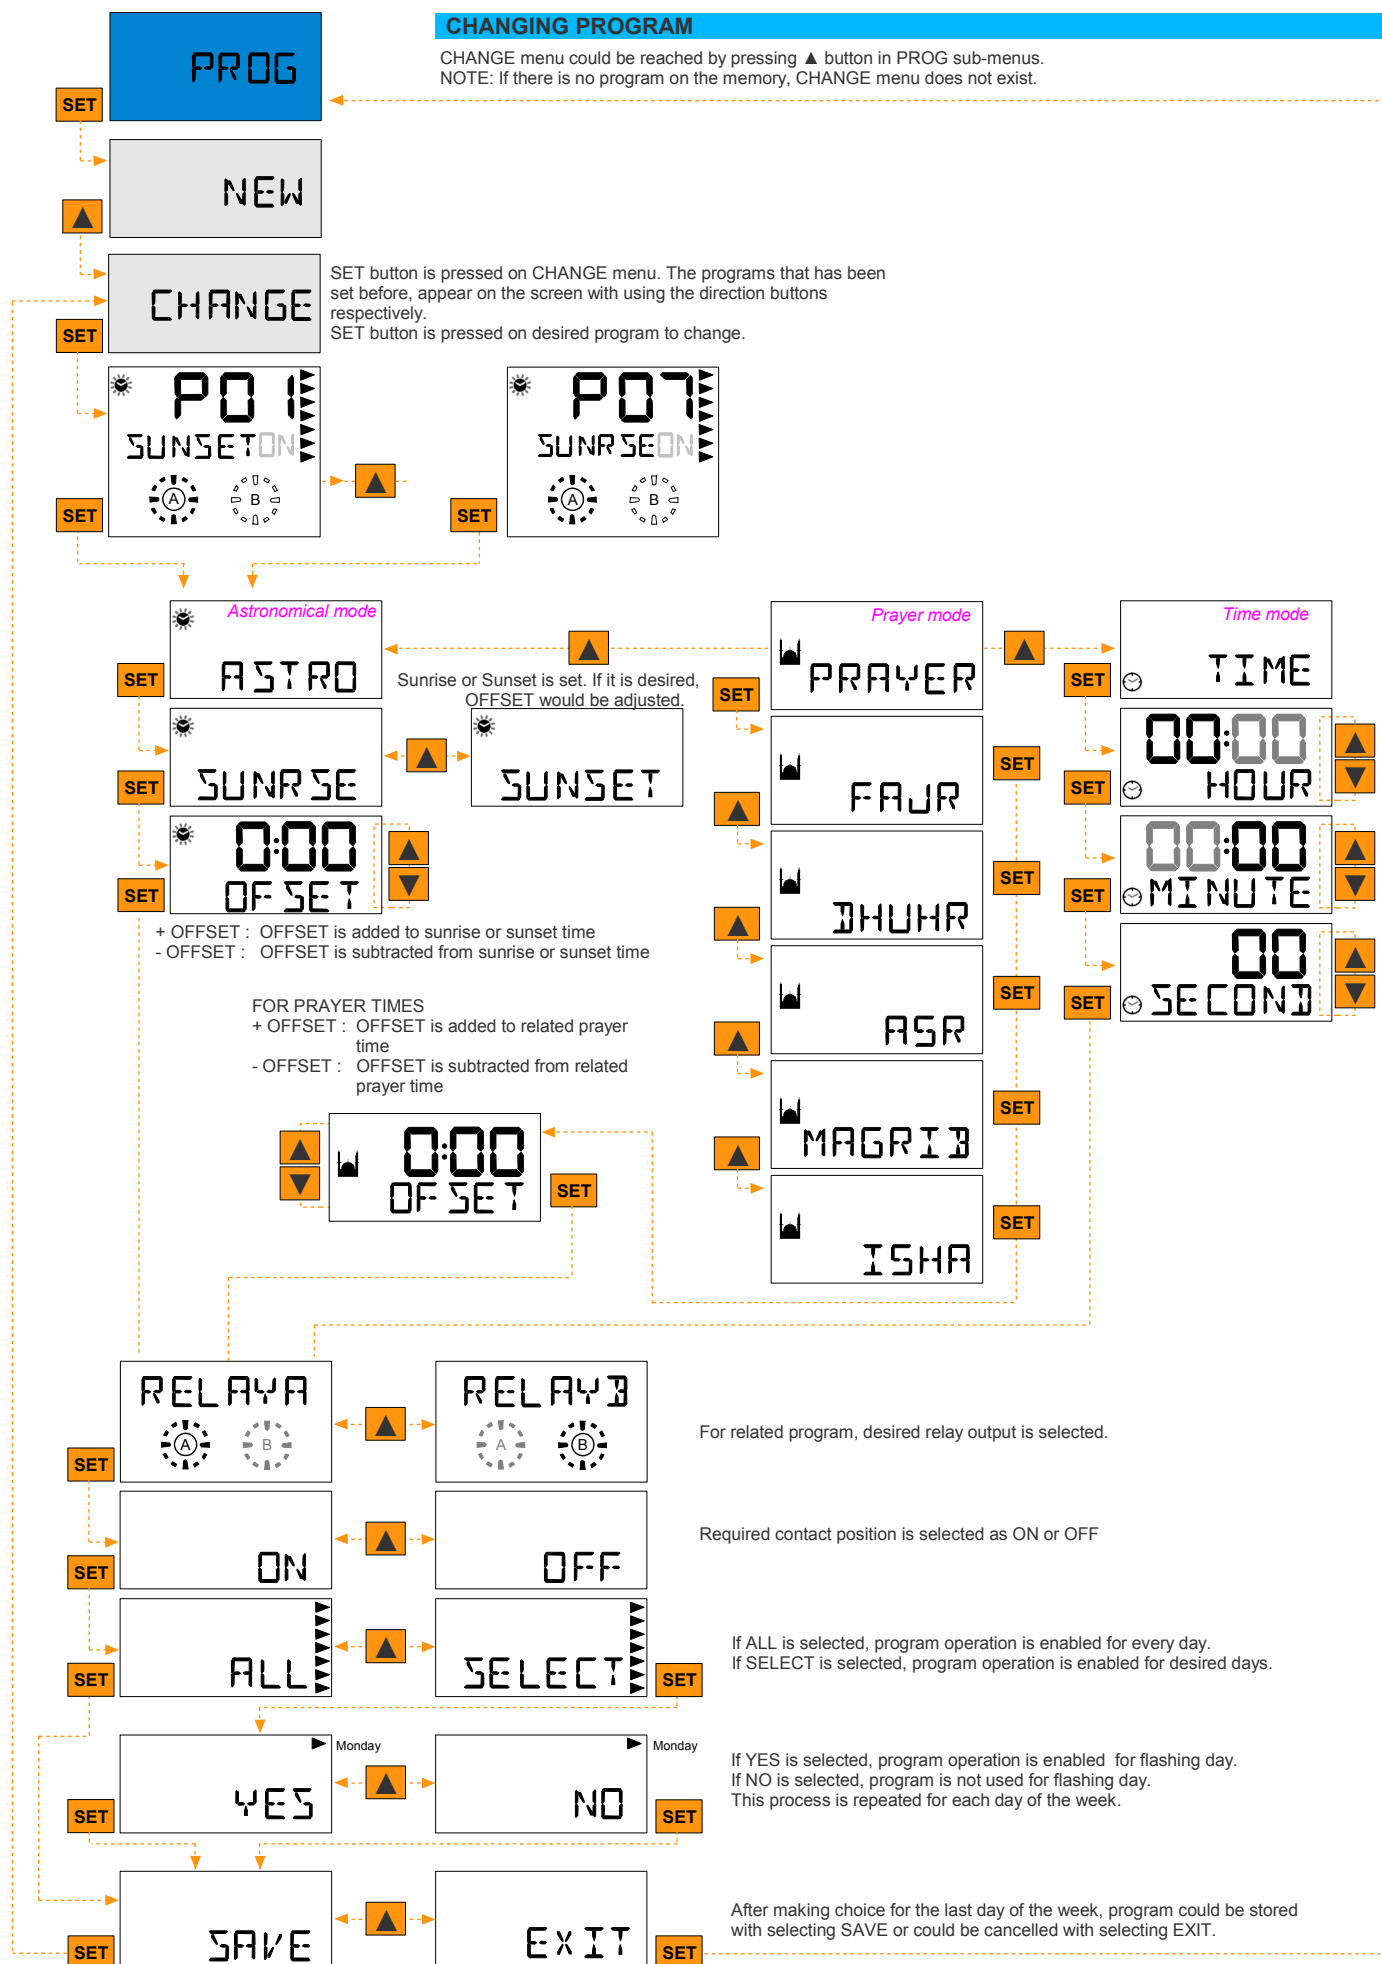 CHANGING PROGRAM
CHANGE menu could be reached by pressing ▲ button in PROG sub-menus.
NOTE: If there is no program on the memory, CHANGE menu does not exist.
PROG
SET
NEW
▲
CHANGE
SET button is pressed on CHANGE menu. The programs that has been
set before, appear on the screen with using the direction buttons
respectively.
SET button is pressed on desired program to change.
SET
P01
SUNSET ON
A B
▲
SET
P07
SUNRSE ON
A B
SET
Astronomical mode
ASTRO
▲
Sunrise or Sunset is set. If it is desired,
OFFSET would be adjusted.
SET
SUNRSE
▲
SUNSET
SET
0:00
OFSET
▲
▼
SET
+ OFFSET : OFFSET is added to sunrise or sunset time
- OFFSET : OFFSET is subtracted from sunrise or sunset time
Prayer mode
PRAYER
▲
SET
FAJR
SET
▲
DHUHR
SET
▲
ASR
SET
▲
MAGRIB
SET
▲
ISHA
SET
Time mode
TIME
SET
00:00
HOUR
▲
▼
SET
00:00
MINUTE
▲
▼
SET
00
SECOND
▲
▼
SET
FOR PRAYER TIMES
+ OFFSET : OFFSET is added to related prayer
time
- OFFSET : OFFSET is subtracted from related
prayer time
▲
▼
0:00
OFSET
SET
RELAYA
A B
▲
RELAYB
A B
For related program, desired relay output is selected.
SET
ON
▲
OFF
Required contact position is selected as ON or OFF
SET
ALL
▲
SELECT
If ALL is selected, program operation is enabled for every day.
If SELECT is selected, program operation is enabled for desired days.
SET
SET
Monday
YES
▲
Monday
NO
If YES is selected, program operation is enabled for flashing day.
If NO is selected, program is not used for flashing day.
This process is repeated for each day of the week.
SET
SET
SAVE
▲
EXIT
After making choice for the last day of the week, program could be stored
with selecting SAVE or could be cancelled with selecting EXIT.
SET
SET